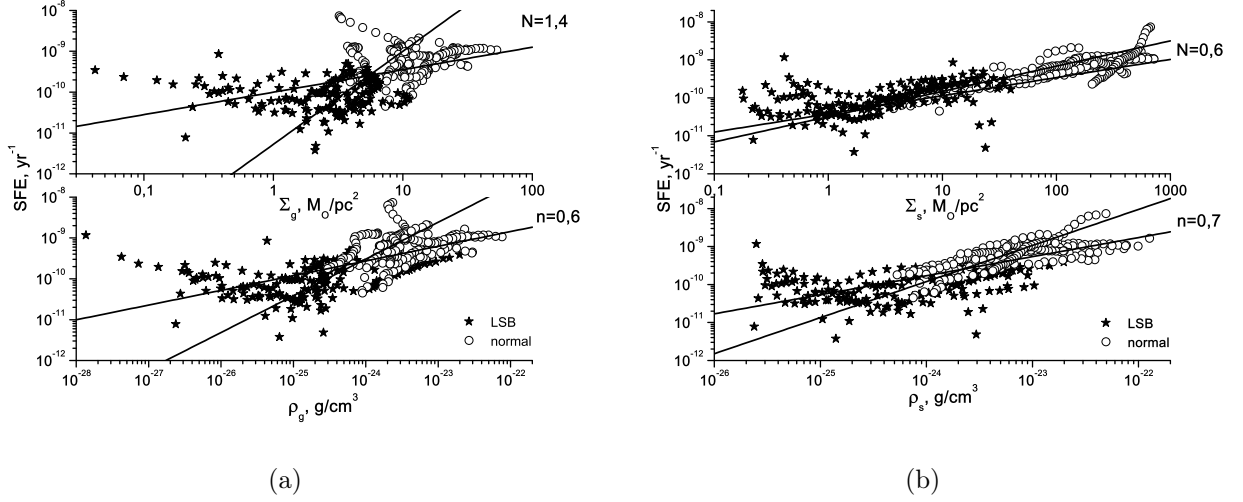 10⁻⁸
10⁻⁹
10⁻¹⁰
10⁻¹¹
10⁻¹²
N=1,4
0,1 1 10 100
Σg, M_O/pc²
SFE, yr⁻¹
10⁻⁸
10⁻⁹
10⁻¹⁰
10⁻¹¹
10⁻¹²
n=0,6
LSB
normal
10⁻²⁸ 10⁻²⁷ 10⁻²⁶ 10⁻²⁵ 10⁻²⁴ 10⁻²³ 10⁻²²
ρg, g/cm³
(a)
10⁻⁸
10⁻⁹
10⁻¹⁰
10⁻¹¹
10⁻¹²
N=0,6
0,1 1 10 100 1000
Σs, M_O/pc²
SFE, yr⁻¹
10⁻⁷
10⁻⁸
10⁻⁹
10⁻¹⁰
10⁻¹¹
10⁻¹²
n=0,7
LSB
normal
10⁻²⁶ 10⁻²⁵ 10⁻²⁴ 10⁻²³ 10⁻²²
ρs, g/cm³
(b)